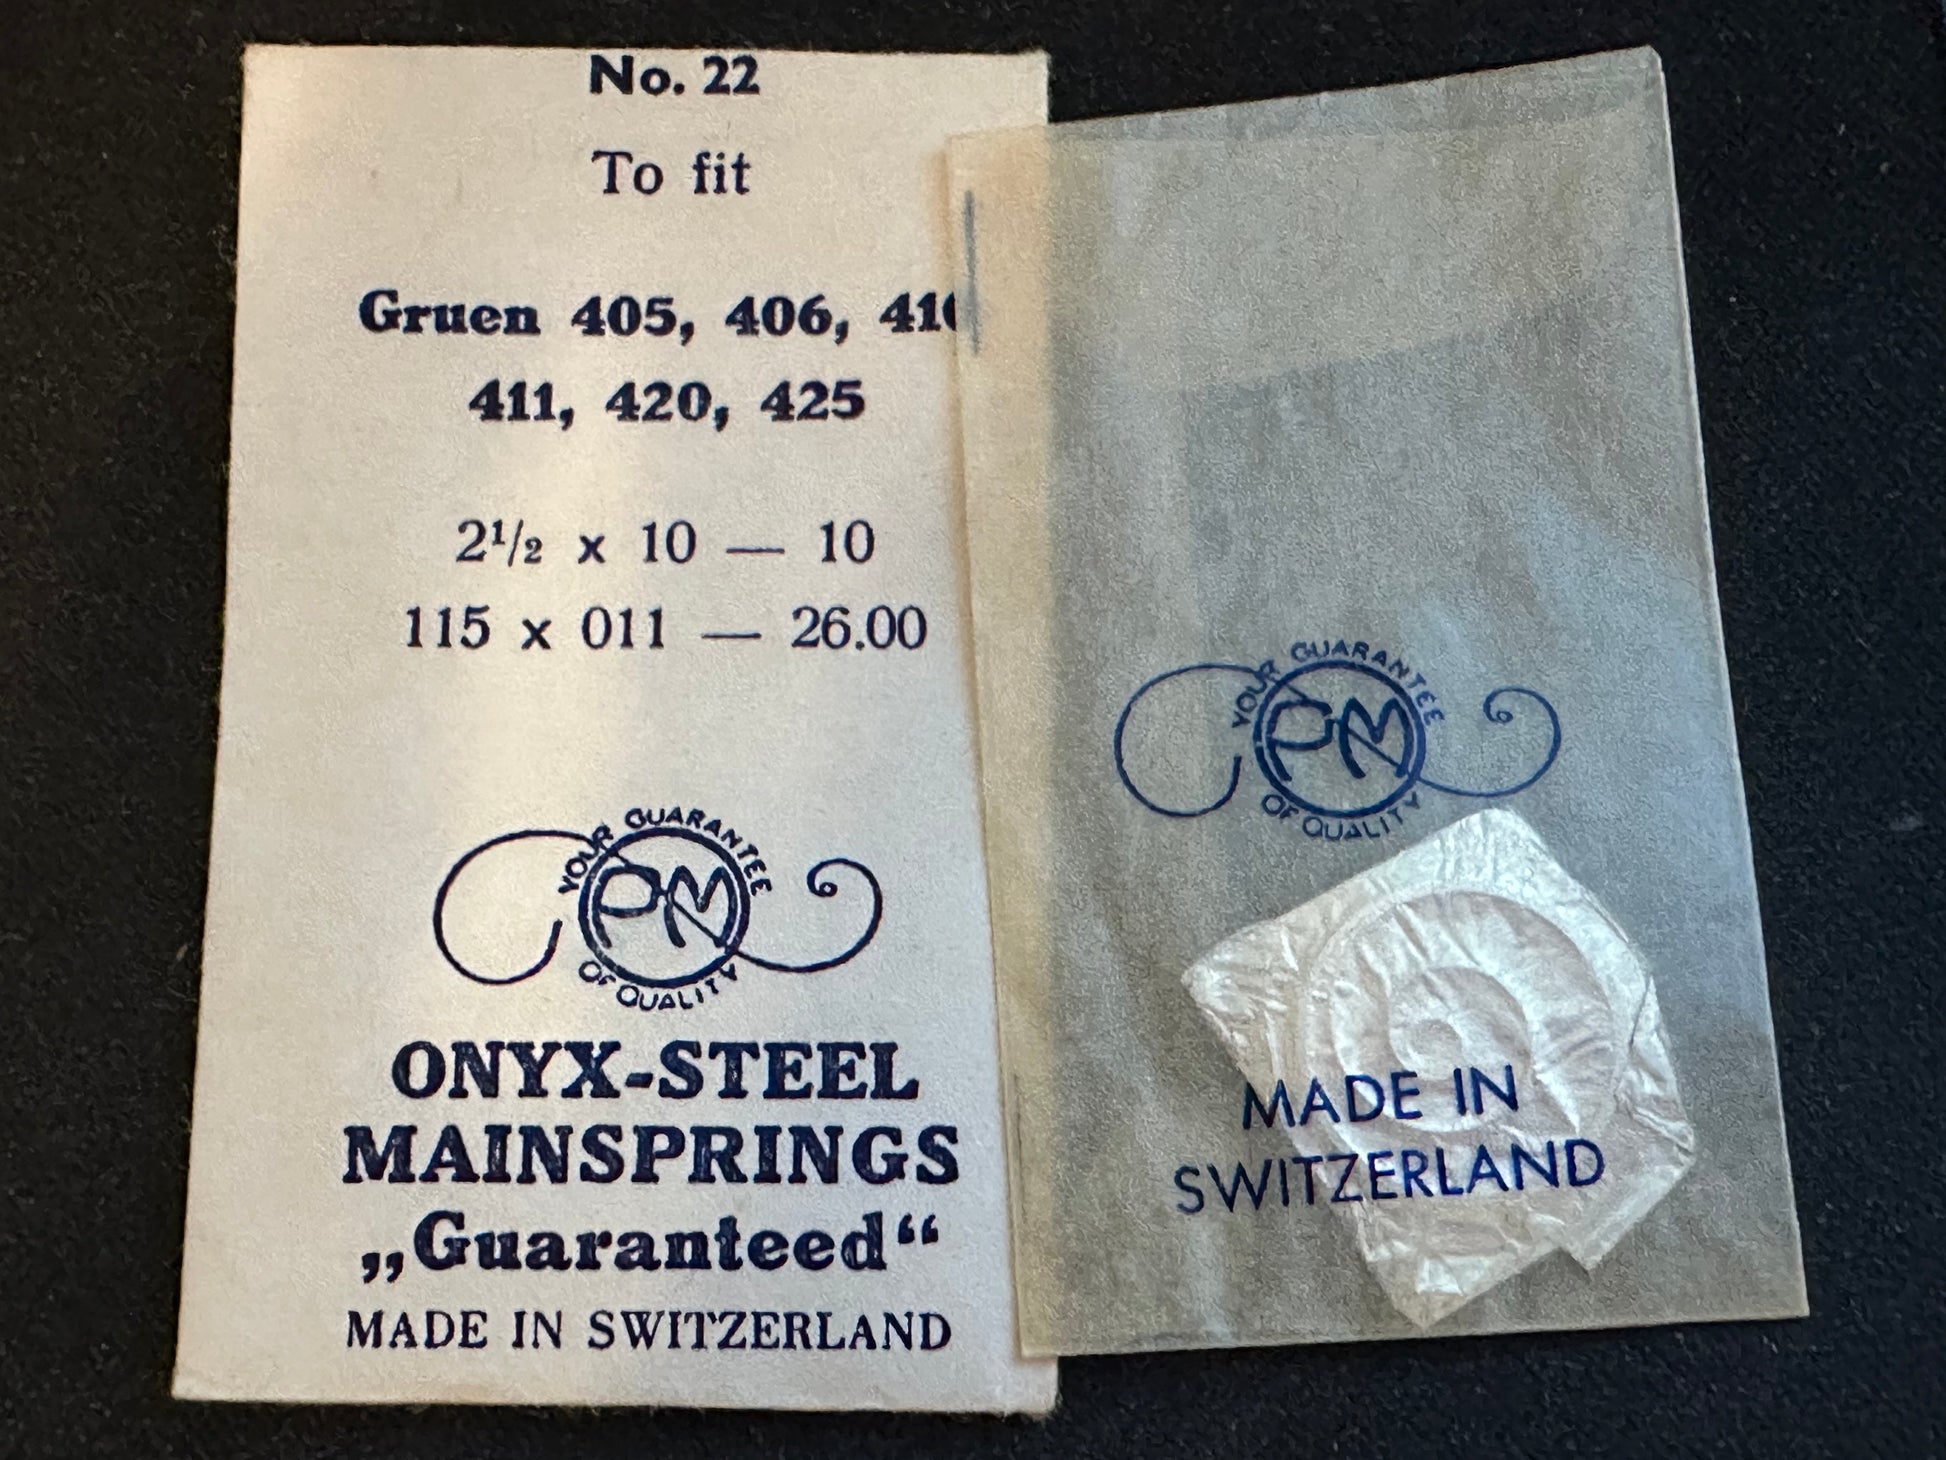 No. 22
To fit
Gruen 405, 406,
411, 420, 425
2½ x 10 — 10
115 x 011 — 26.00
YOUR GUARANTEE
PM
OF QUALITY
ONYX-STEEL
MAINSPRINGS
„Guaranteed“
MADE IN SWITZERLAND
YOUR GUARANTEE
PM
OF QUALITY
MADE IN
SWITZERLAND